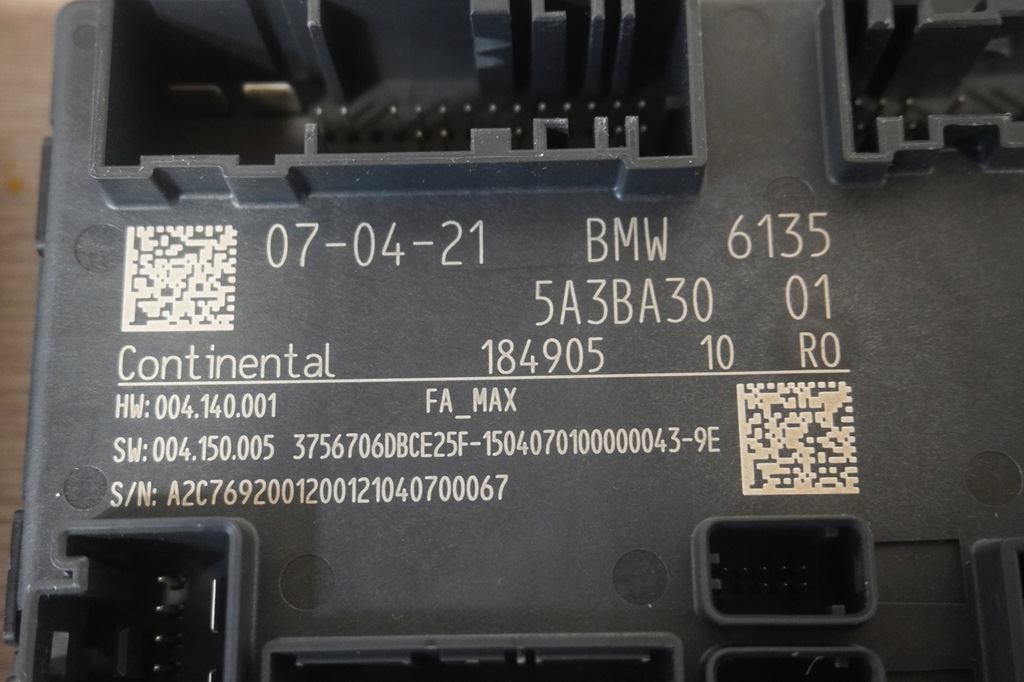 07-04-21 BMW 6135
5A3BA30 01
Continental 184905 10 R0
HW: 004.140.001 FA_MAX
SW: 004.150.005 3756706DBCE25F-1504070100000043-9E
S/N: A2C7692001200121040700067